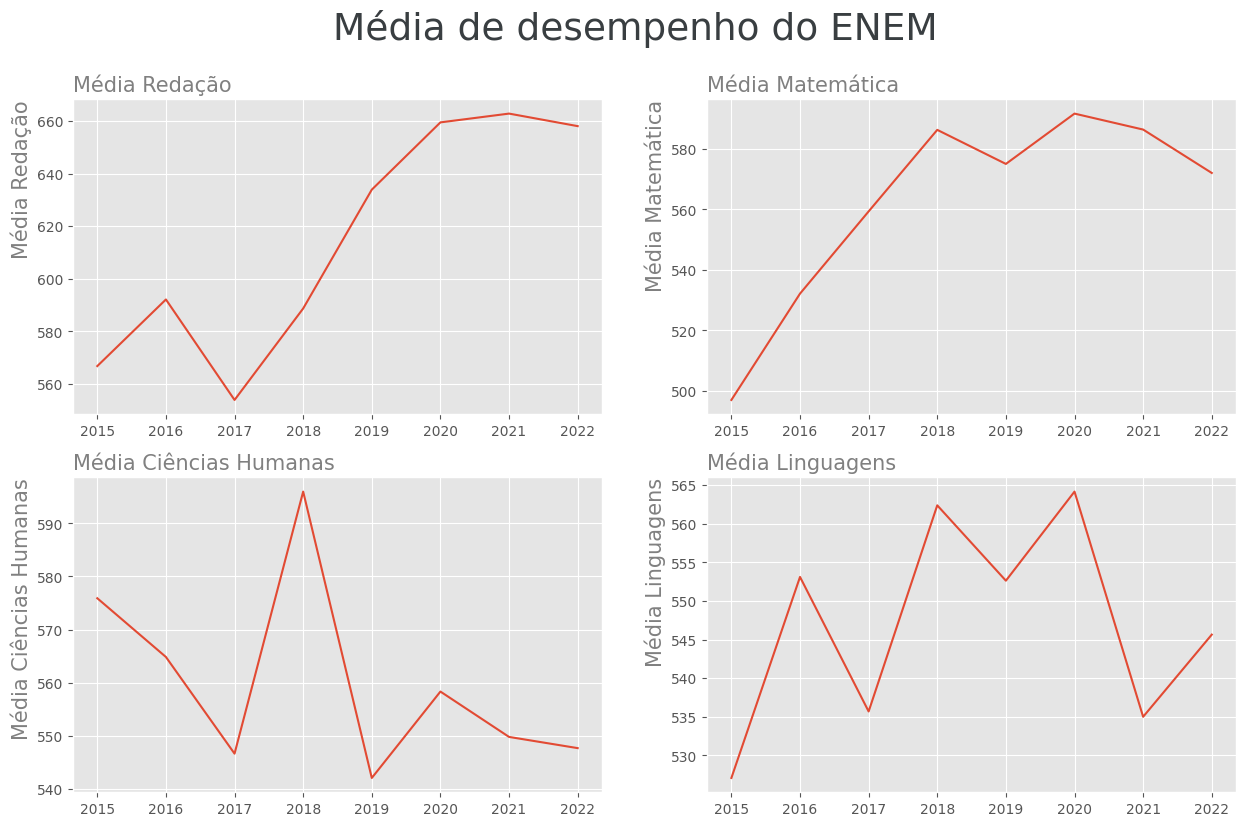 Média de desempenho do ENEM
Média Redação
Média Redação
660
640
620
600
580
560
2015 2016 2017 2018 2019 2020 2021 2022
Média Matemática
Média Matemática
580
560
540
520
500
2015 2016 2017 2018 2019 2020 2021 2022
Média Ciências Humanas
Média Ciências Humanas
590
580
570
560
550
540
2015 2016 2017 2018 2019 2020 2021 2022
Média Linguagens
Média Linguagens
565
560
555
550
545
540
535
530
2015 2016 2017 2018 2019 2020 2021 2022